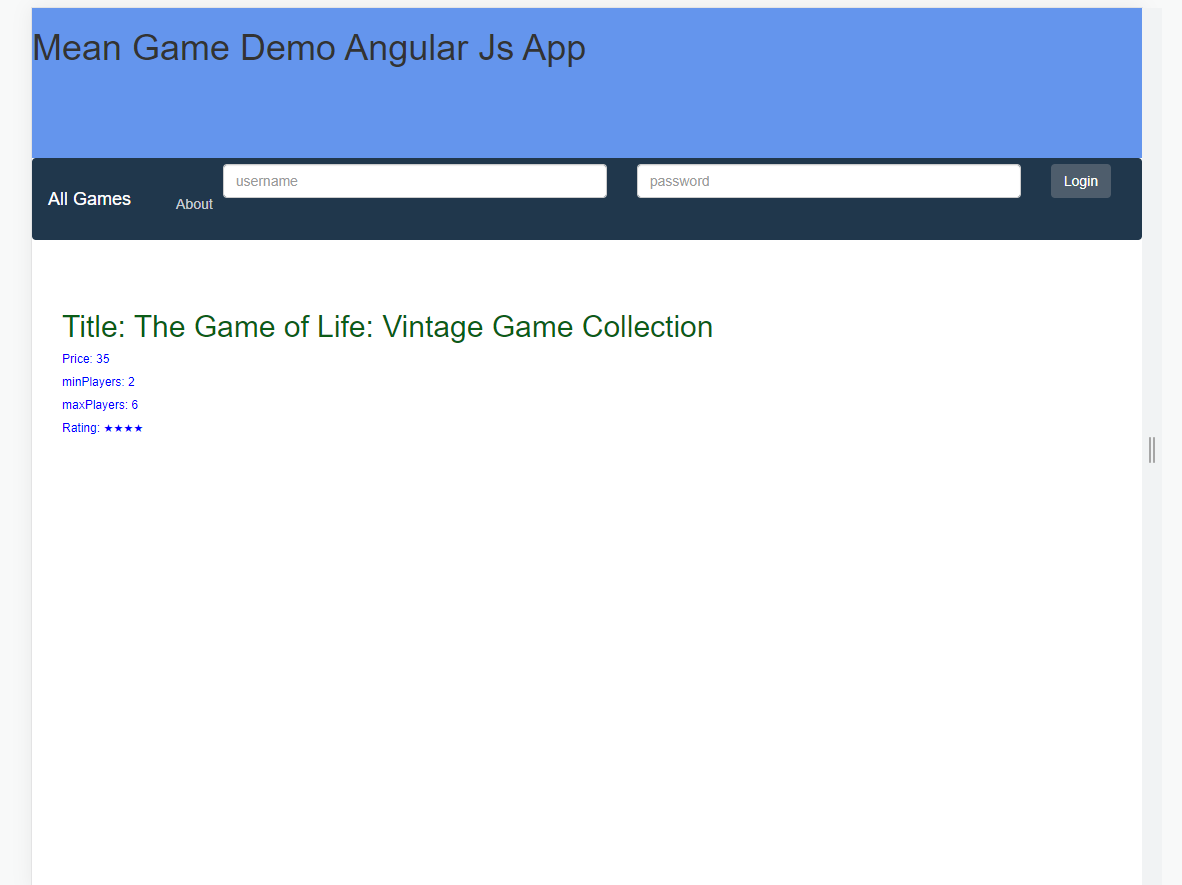 Mean Game Demo Angular Js App
All Games About username password Login
Title: The Game of Life: Vintage Game Collection
Price: 35
minPlayers: 2
maxPlayers: 6
Rating: ★★★★